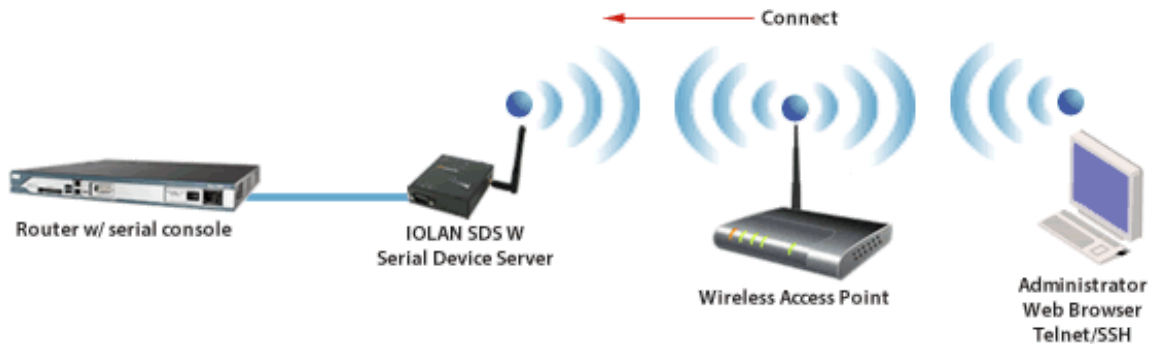 Connect
Router w/ serial console
IOLAN SDS W
Serial Device Server
Wireless Access Point
Administrator
Web Browser
Telnet/SSH